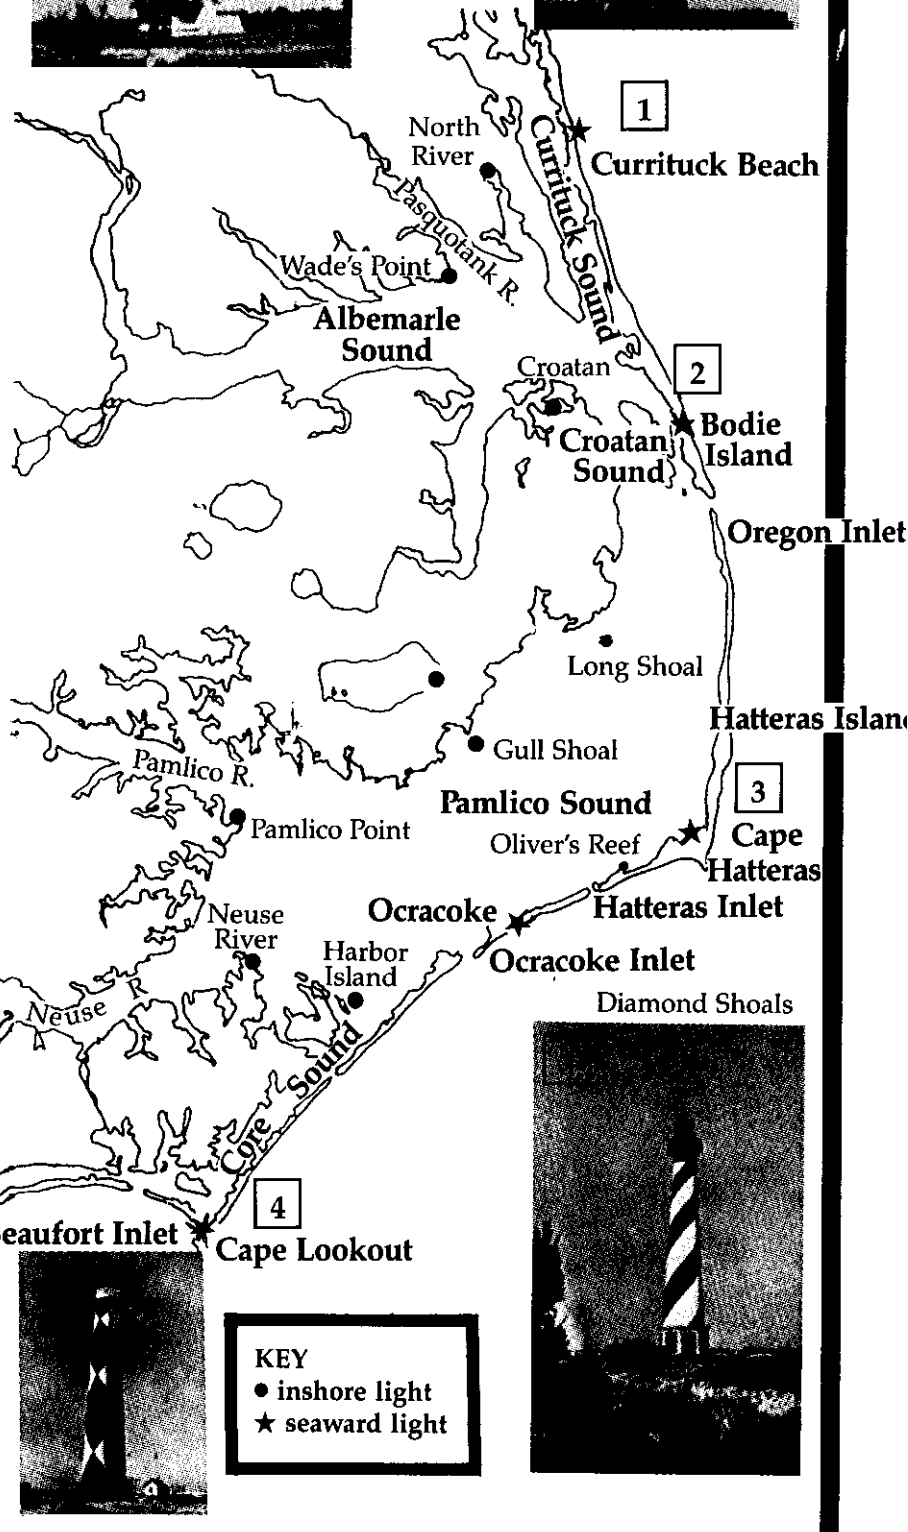 1
North
River
Currituck Beach
Currituck Sound
Pasquotank R.
Wade's Point
Albemarle
Sound
Croatan
2
Bodie
Island
Croatan
Sound
Oregon Inlet
Long Shoal
Hatteras Islan
Gull Shoal
Pamlico R.
Pamlico Sound
3
Pamlico Point
Oliver's Reef
Cape
Hatteras
Ocracoke
Hatteras Inlet
Neuse
River
Harbor
Island
Ocracoke Inlet
Diamond Shoals
Neuse R
Core Sound
4
eaufort Inlet
Cape Lookout
KEY
● inshore light
★ seaward light